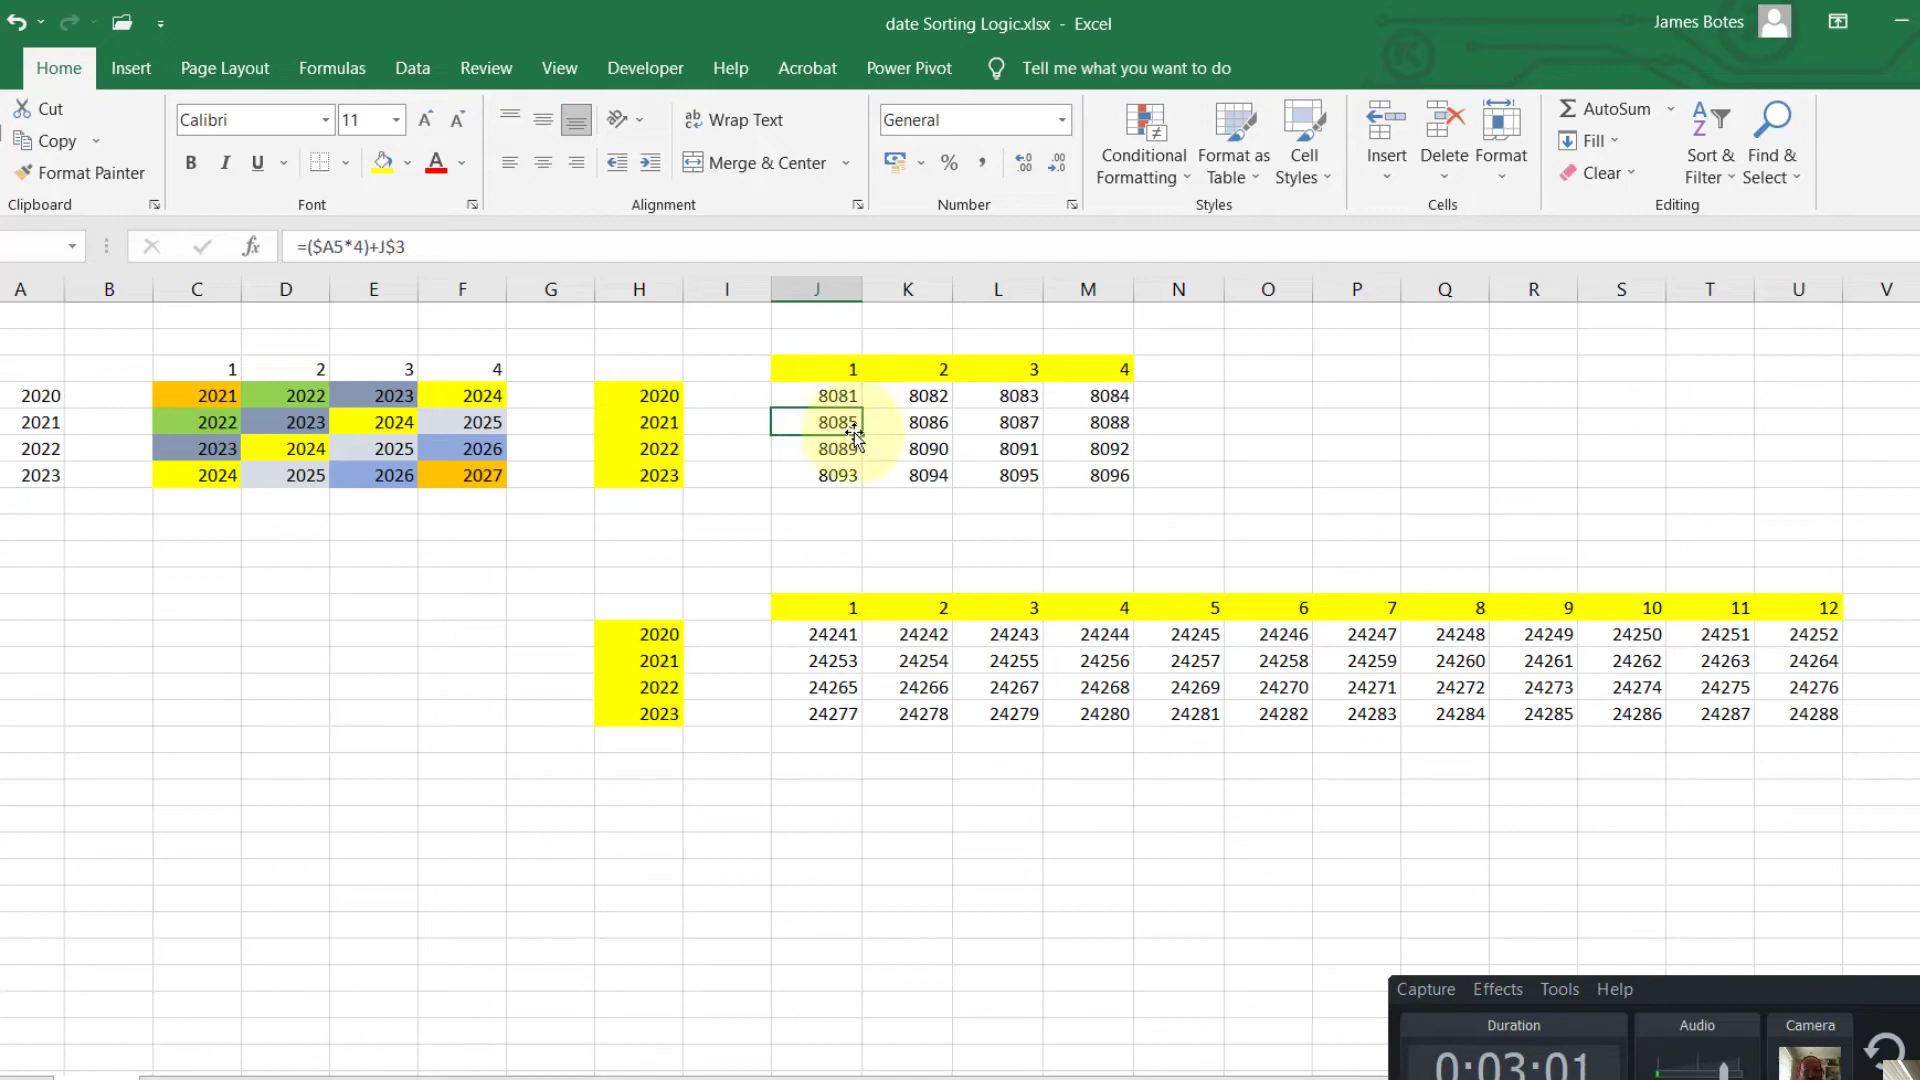 date Sorting Logic.xlsx - Excel
James Botes
Home Insert Page Layout Formulas Data Review View Developer Help Acrobat Power Pivot Tell me what you want to do
Cut
Copy
Format Painter
Clipboard
Calibri 11
B I U A
Font
ab Wrap Text
Merge & Center
Alignment
General
% ,
Number
Conditional Formatting
Format as Table
Cell Styles
Styles
Insert Delete Format
Cells
AutoSum
Fill
Clear
Sort & Filter
Find & Select
Editing
fx =($A5*4)+J$3
A B C D E F G H I J K L M N O P Q R S T U V
1 2 3 4 1 2 3 4
2020 2021 2022 2023 2024 2020 8081 8082 8083 8084
2021 2022 2023 2024 2025 2021 8085 8086 8087 8088
2022 2023 2024 2025 2026 2022 8089 8090 8091 8092
2023 2024 2025 2026 2027 2023 8093 8094 8095 8096
1 2 3 4 5 6 7 8 9 10 11 12
2020 24241 24242 24243 24244 24245 24246 24247 24248 24249 24250 24251 24252
2021 24253 24254 24255 24256 24257 24258 24259 24260 24261 24262 24263 24264
2022 24265 24266 24267 24268 24269 24270 24271 24272 24273 24274 24275 24276
2023 24277 24278 24279 24280 24281 24282 24283 24284 24285 24286 24287 24288
Capture Effects Tools Help
Duration Audio Camera
0:03:01